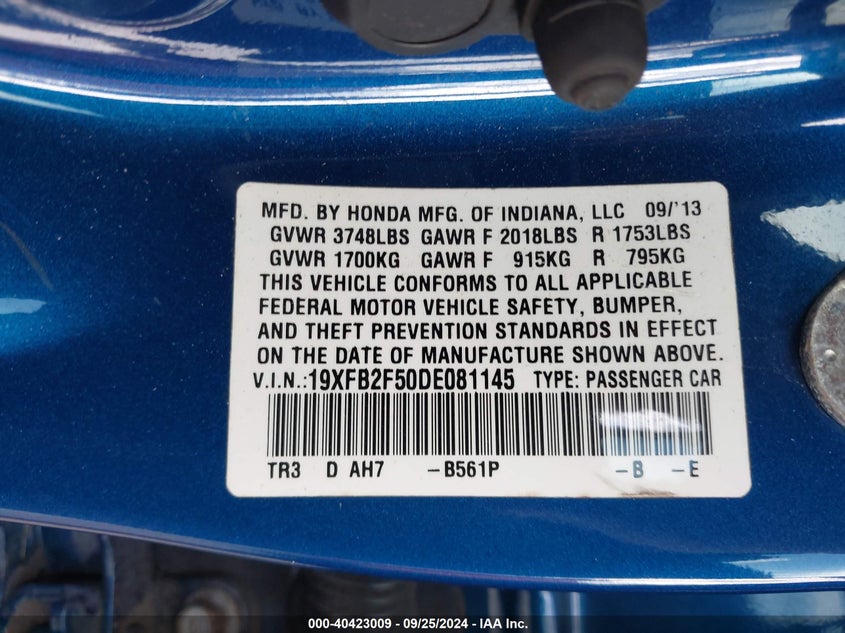 MFD. BY HONDA MFG. OF INDIANA, LLC 09/'13
GVWR 3748LBS GAWR F 2018LBS R 1753LBS
GVWR 1700KG GAWR F 915KG R 795KG
THIS VEHICLE CONFORMS TO ALL APPLICABLE
FEDERAL MOTOR VEHICLE SAFETY, BUMPER,
AND THEFT PREVENTION STANDARDS IN EFFECT
ON THE DATE OF MANUFACTURE SHOWN ABOVE.
V.I.N.:19XFB2F50DE081145 TYPE: PASSENGER CAR
TR3 D AH7 -B561P -B -E
000-40423009 - 09/25/2024 - IAA Inc.